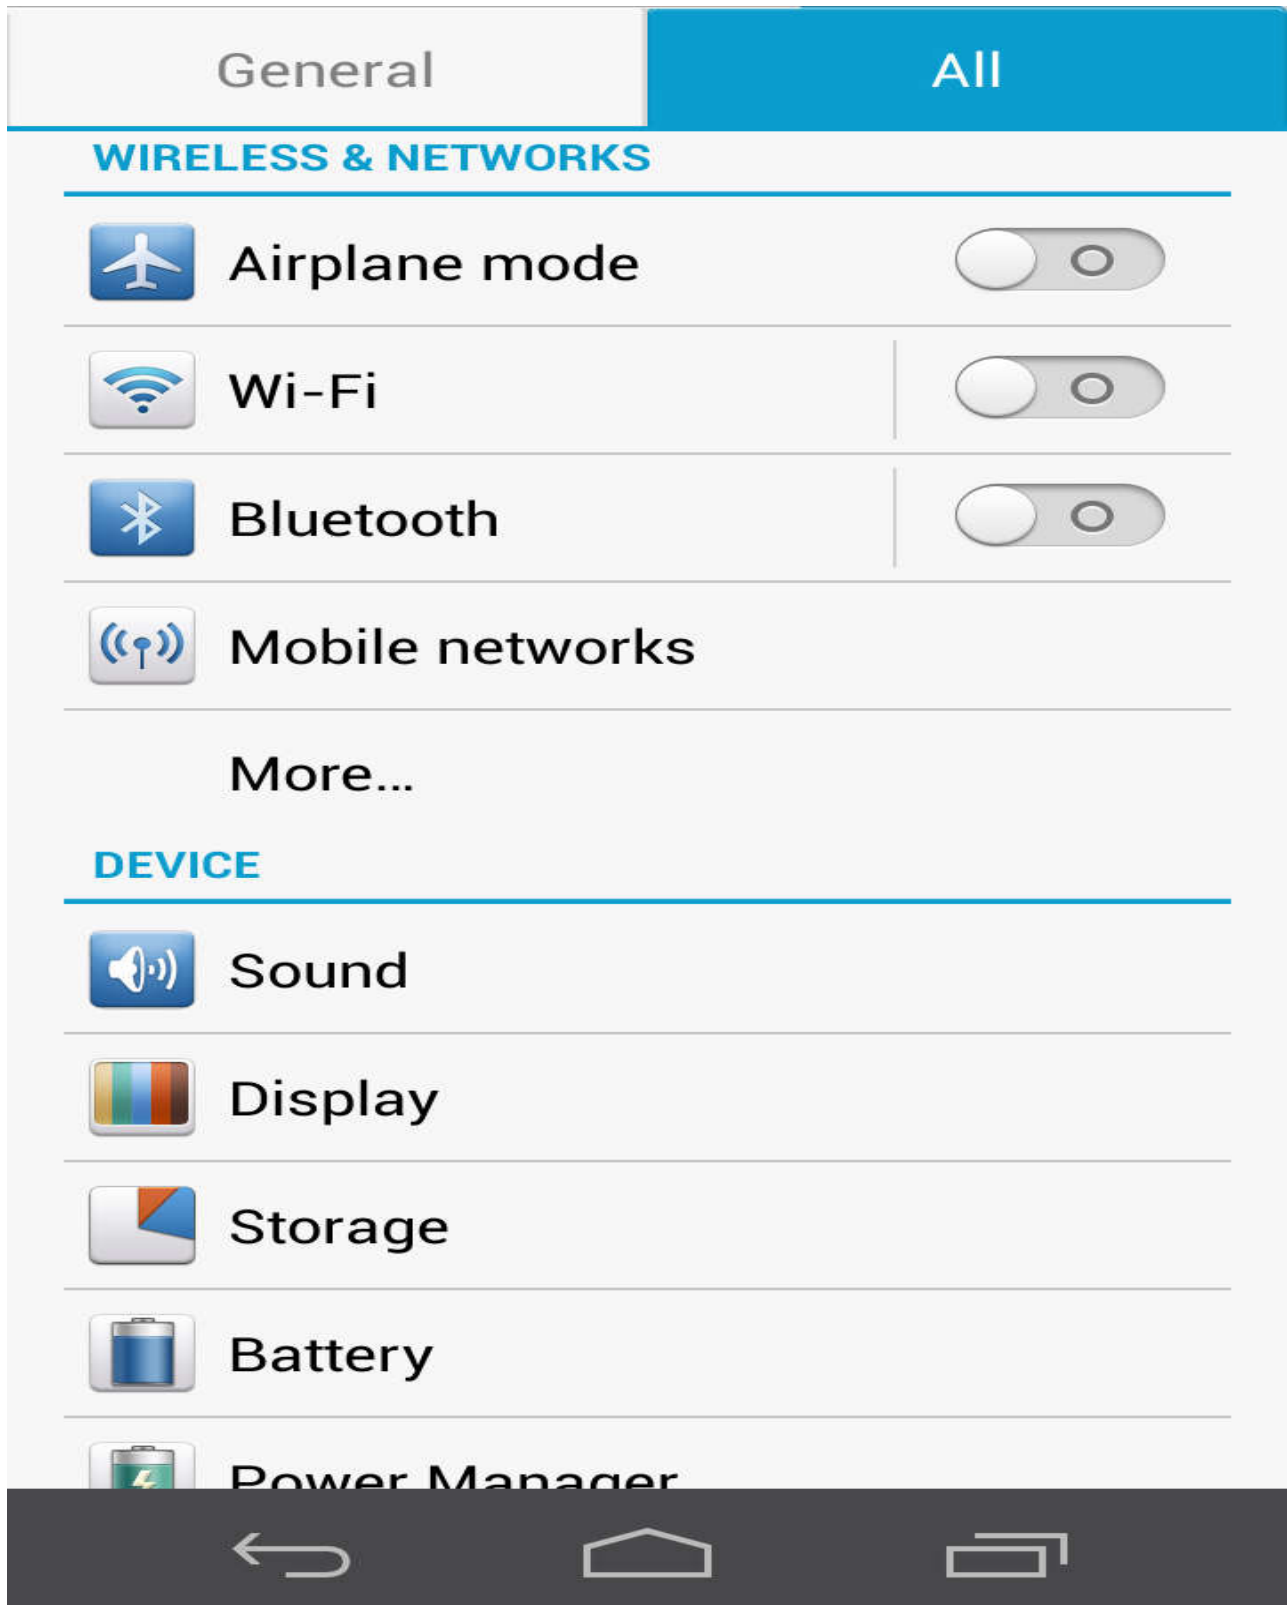 General
All
WIRELESS & NETWORKS
Airplane mode
Wi-Fi
Bluetooth
Mobile networks
More...
DEVICE
Sound
Display
Storage
Battery
Power Manager